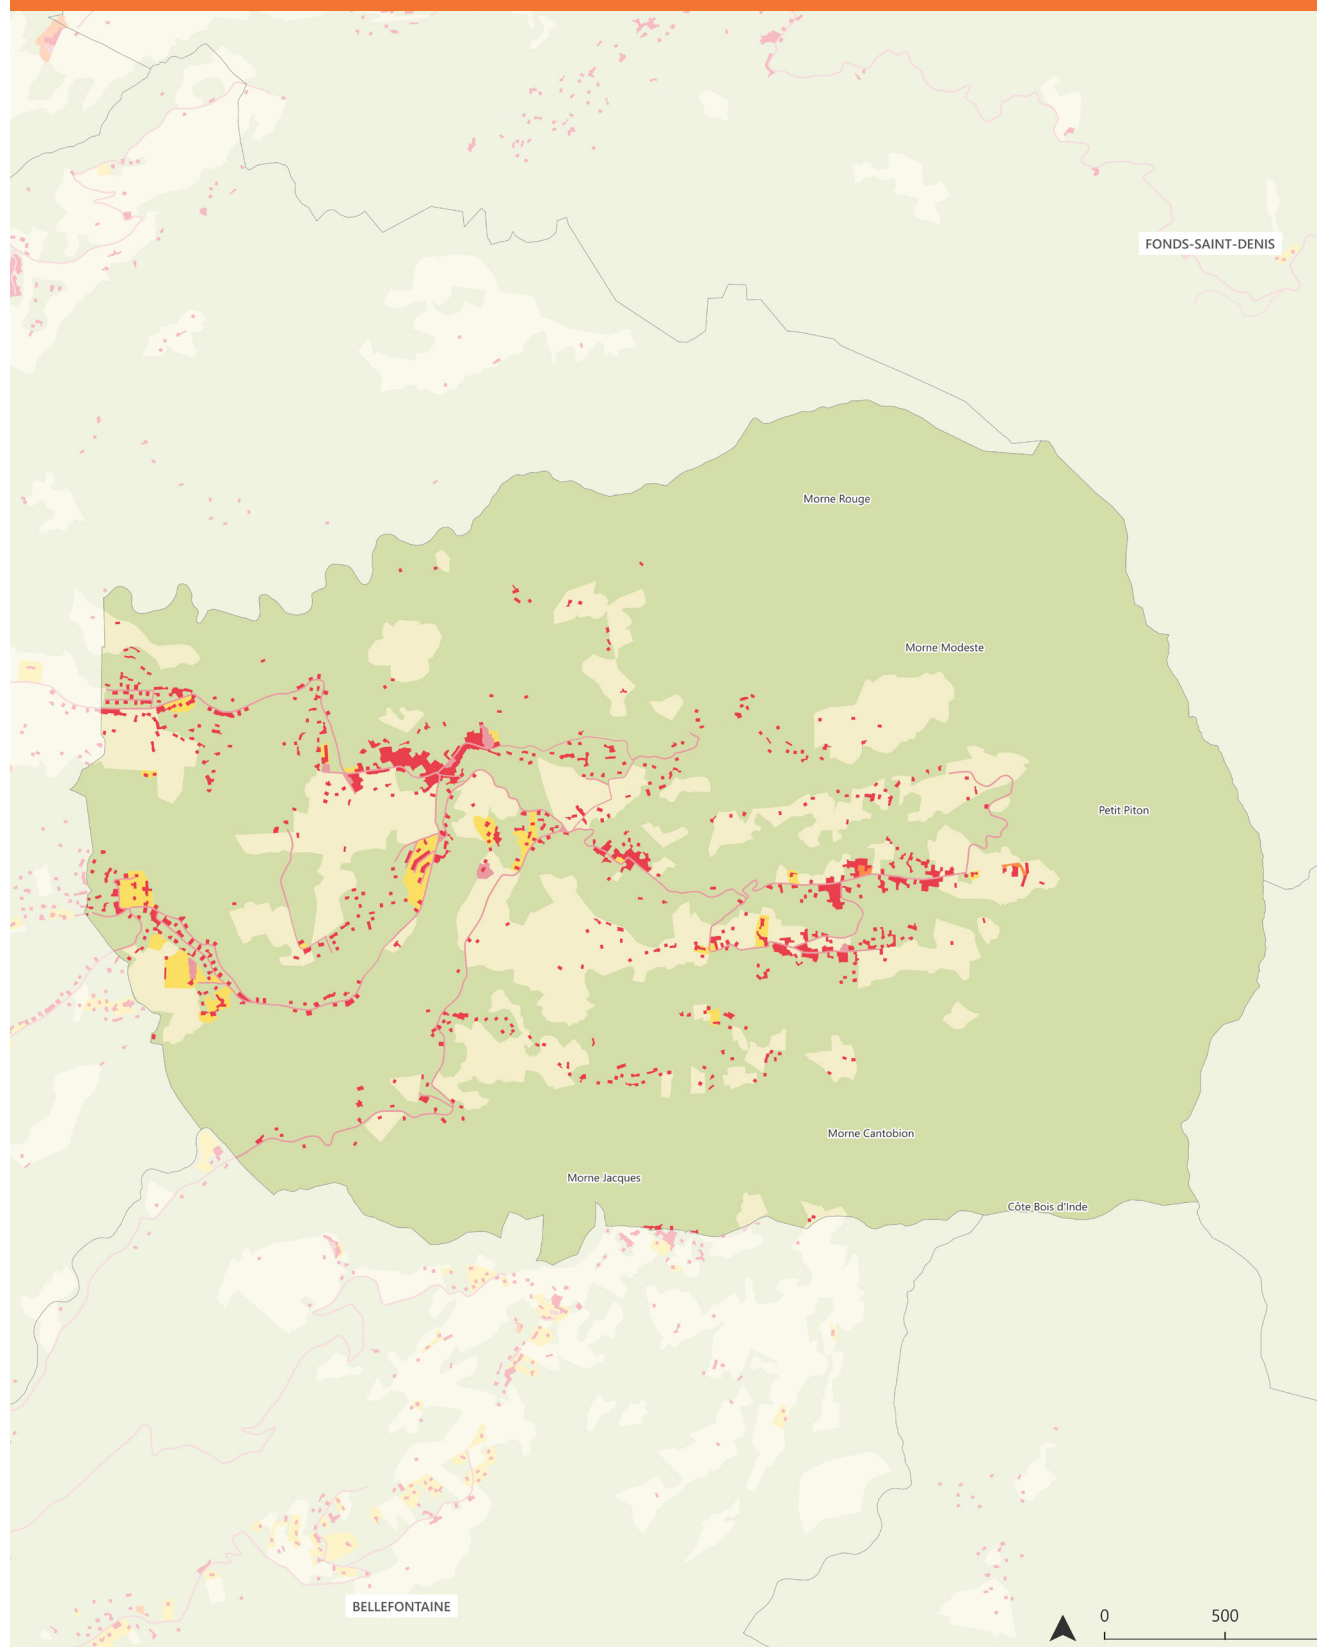 FONDS-SAINT-DENIS
Morne Rouge
Morne Modeste
Petit Piton
Morne Cantobion
Morne Jacques
Côte Bois d'Inde
BELLEFONTAINE
0 500